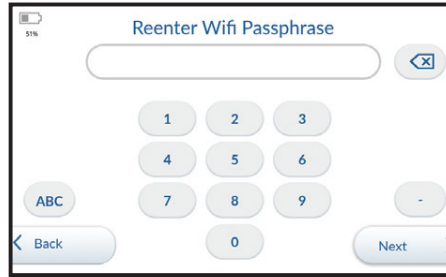 51%
Reenter Wifi Passphrase
1 2 3
4 5 6
ABC 7 8 9 -
Back 0 Next